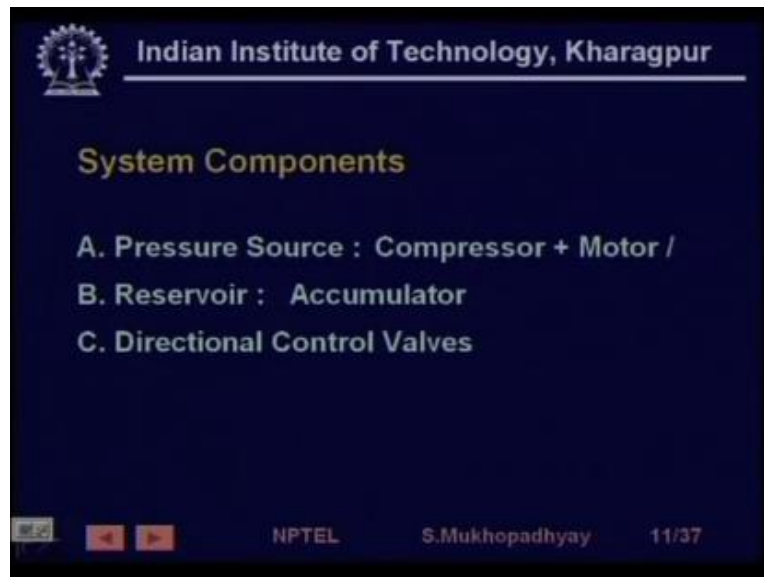 Indian Institute of Technology, Kharagpur
System Components
A. Pressure Source : Compressor + Motor /
B. Reservoir : Accumulator
C. Directional Control Valves
NPTEL S.Mukhopadhyay 11/37